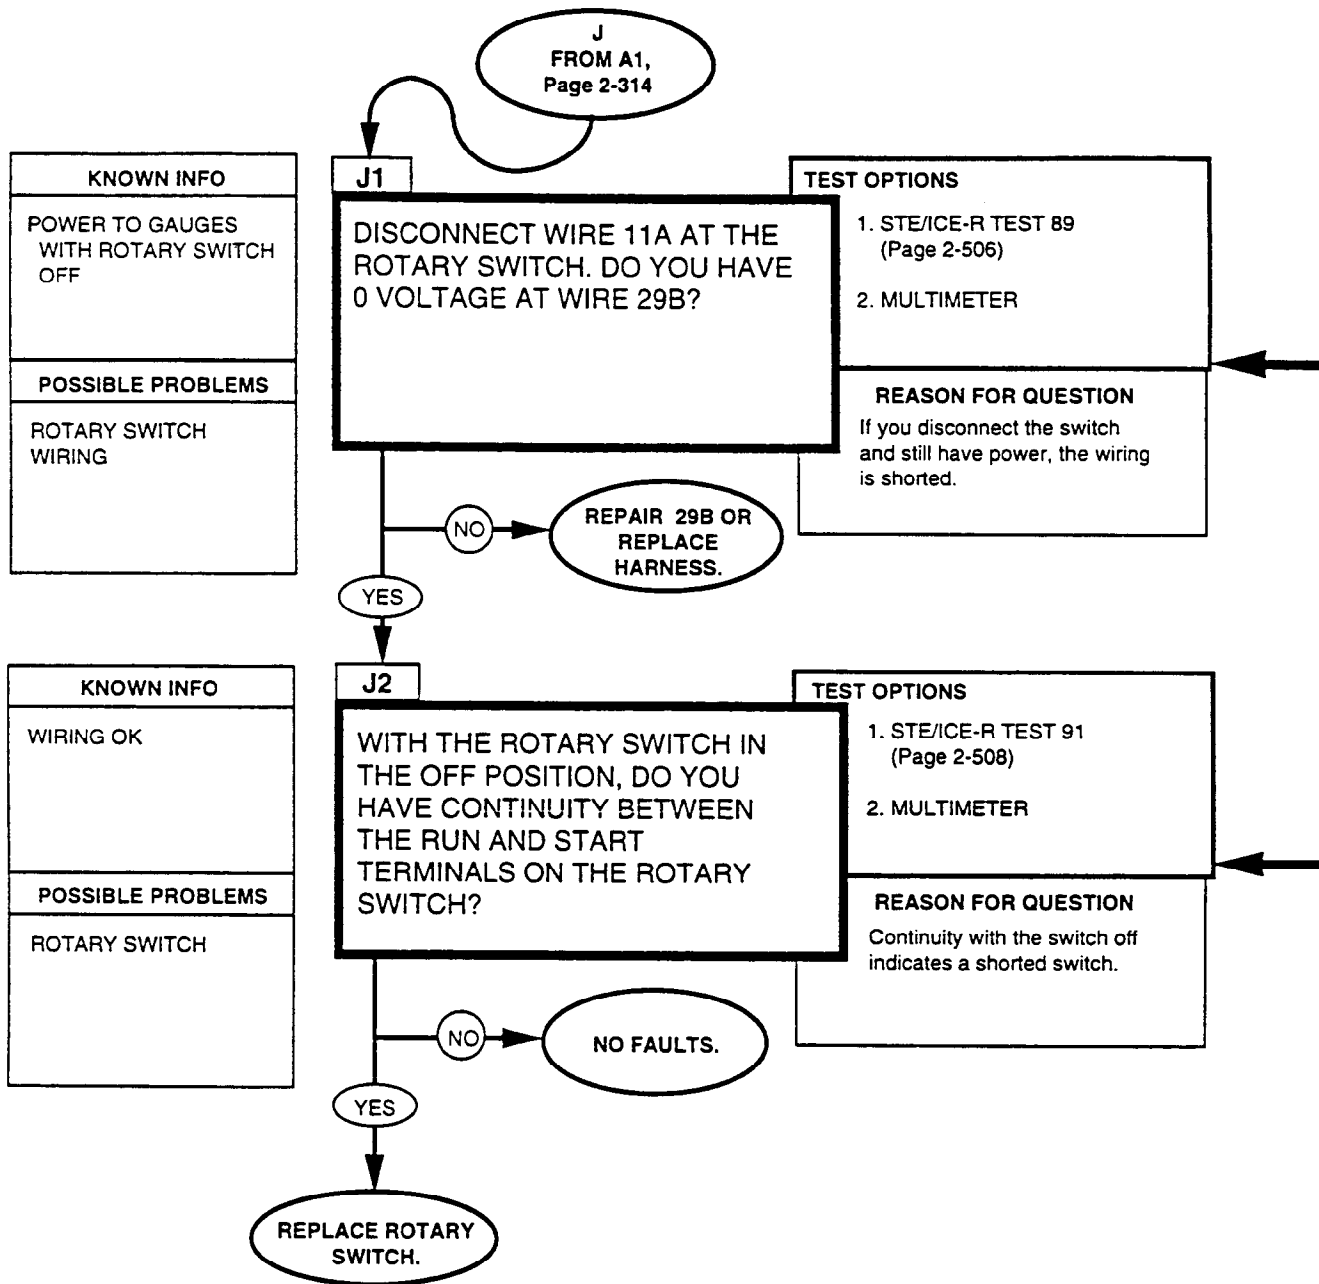 J
FROM A1,
Page 2-314
KNOWN INFO
POWER TO GAUGES
WITH ROTARY SWITCH
OFF
POSSIBLE PROBLEMS
ROTARY SWITCH
WIRING
J1
DISCONNECT WIRE 11A AT THE
ROTARY SWITCH. DO YOU HAVE
0 VOLTAGE AT WIRE 29B?
TEST OPTIONS
1. STE/ICE-R TEST 89
(Page 2-506)
2. MULTIMETER
REASON FOR QUESTION
If you disconnect the switch
and still have power, the wiring
is shorted.
NO
REPAIR 29B OR
REPLACE
HARNESS.
YES
KNOWN INFO
WIRING OK
POSSIBLE PROBLEMS
ROTARY SWITCH
J2
WITH THE ROTARY SWITCH IN
THE OFF POSITION, DO YOU
HAVE CONTINUITY BETWEEN
THE RUN AND START
TERMINALS ON THE ROTARY
SWITCH?
TEST OPTIONS
1. STE/ICE-R TEST 91
(Page 2-508)
2. MULTIMETER
REASON FOR QUESTION
Continuity with the switch off
indicates a shorted switch.
NO
NO FAULTS.
YES
REPLACE ROTARY
SWITCH.